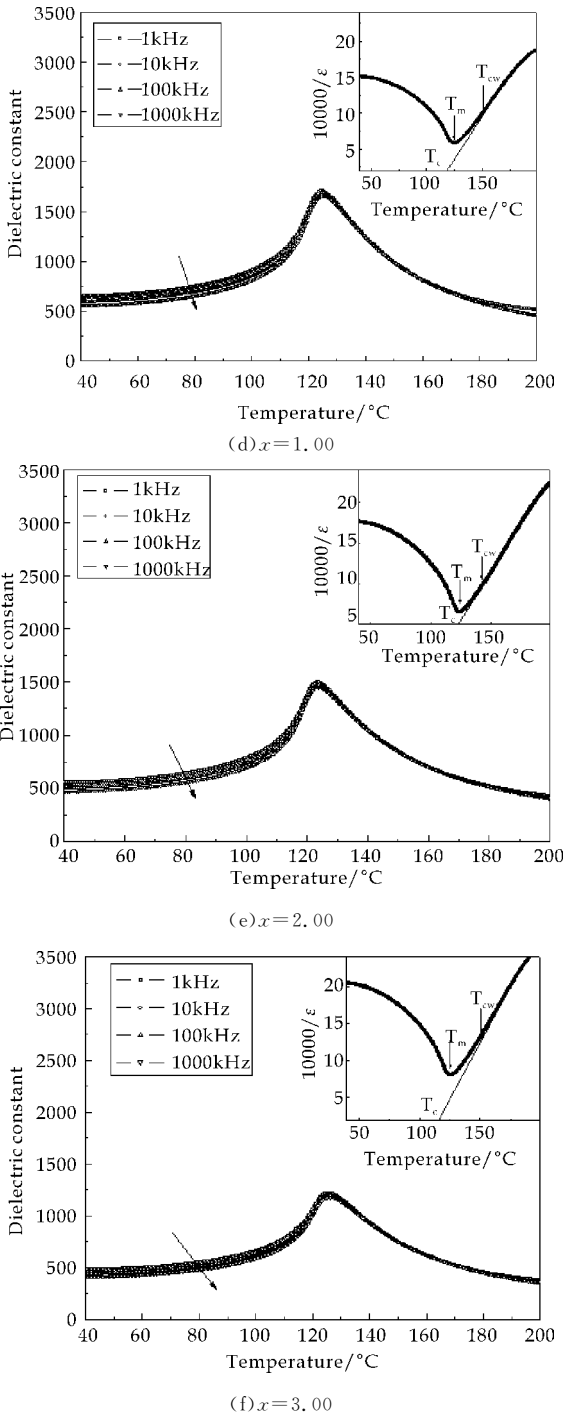 3500
3000
2500
2000
1500
1000
500
0
Dielectric constant
1kHz
10kHz
100kHz
1000kHz
20
15
10
5
10000/ε
Tm
Tcw
Tc
50 100 150
Temperature/°C
40 60 80 100 120 140 160 180 200
Temperature/°C
(d)x=1.00
3500
3000
2500
2000
1500
1000
500
0
Dielectric constant
1kHz
10kHz
100kHz
1000kHz
20
15
10
5
10000/ε
Tm
Tcw
Tc
50 100 150
Temperature/°C
40 60 80 100 120 140 160 180 200
Temperature/°C
(e)x=2.00
3500
3000
2500
2000
1500
1000
500
0
Dielectric constant
1kHz
10kHz
100kHz
1000kHz
20
15
10
5
10000/ε
Tm
Tcw
Tc
50 100 150
Temperature/°C
40 60 80 100 120 140 160 180 200
Temperature/°C
(f)x=3.00